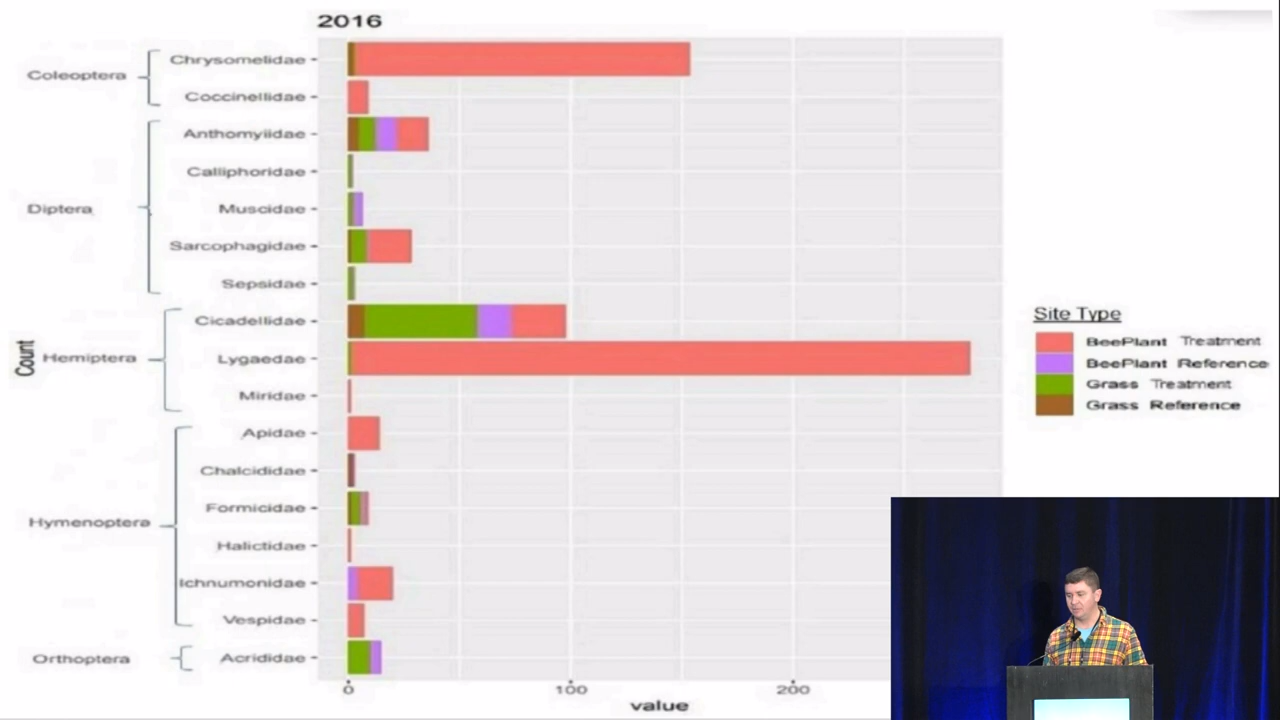 2016
Coleoptera
Chrysomelidae
Coccinellidae
Diptera
Anthomyiidae
Calliphoridae
Muscidae
Sarcophagidae
Sepsidae
Count
Hemiptera
Cicadellidae
Lygaedae
Miridae
Hymenoptera
Apidae
Chalcididae
Formicidae
Halictidae
Ichnumonidae
Vespidae
Orthoptera
Acrididae
0 100 200
value
Site Type
BeePlant Treatment
BeePlant Reference
Grass Treatment
Grass Reference